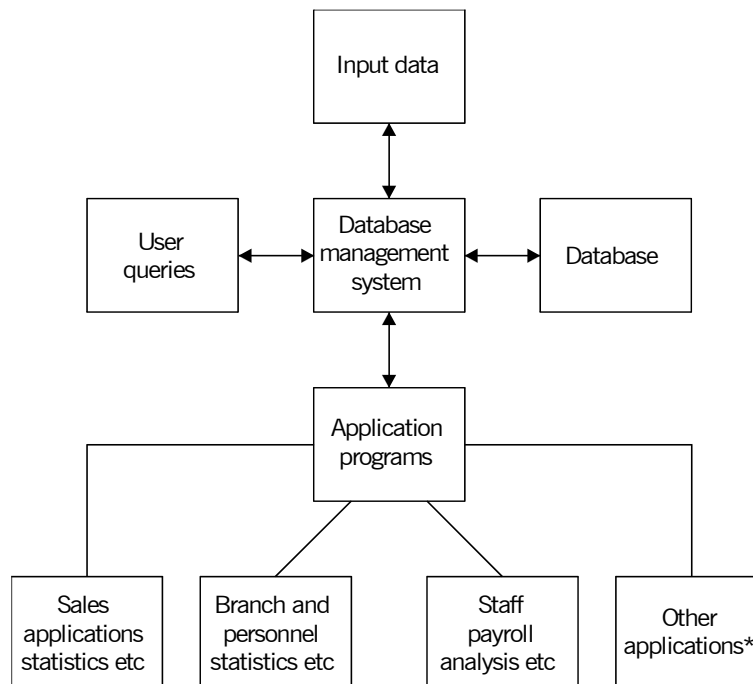 Input data
User
queries
Database
management
system
Database
Application
programs
Sales
applications
statistics etc
Branch and
personnel
statistics etc
Staff
payroll
analysis etc
Other
applications*